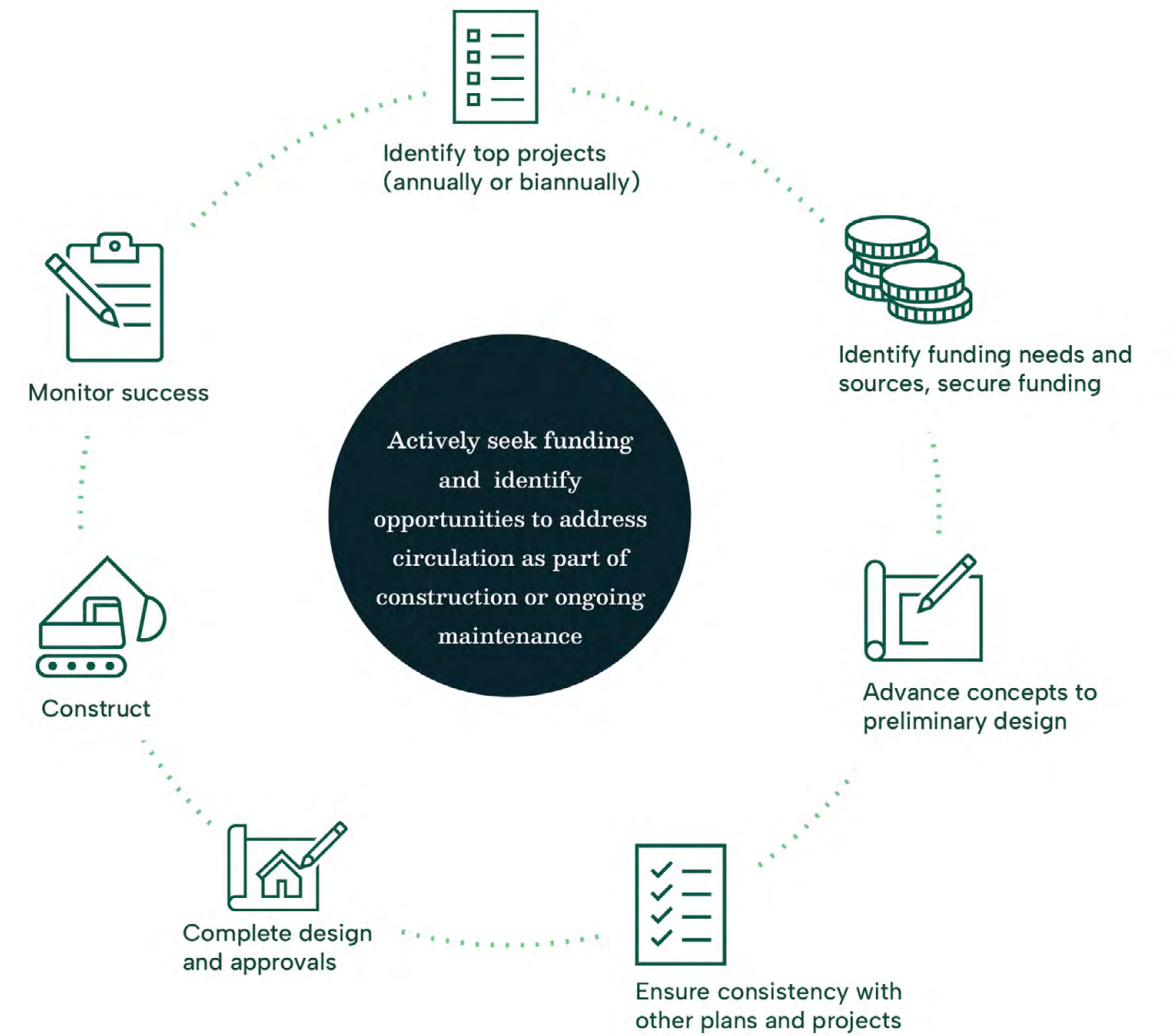 Identify top projects
(annually or biannually)
Identify funding needs and
sources, secure funding
Advance concepts to
preliminary design
Ensure consistency with
other plans and projects
Complete design
and approvals
Construct
Monitor success
Actively seek funding
and identify
opportunities to address
circulation as part of
construction or ongoing
maintenance